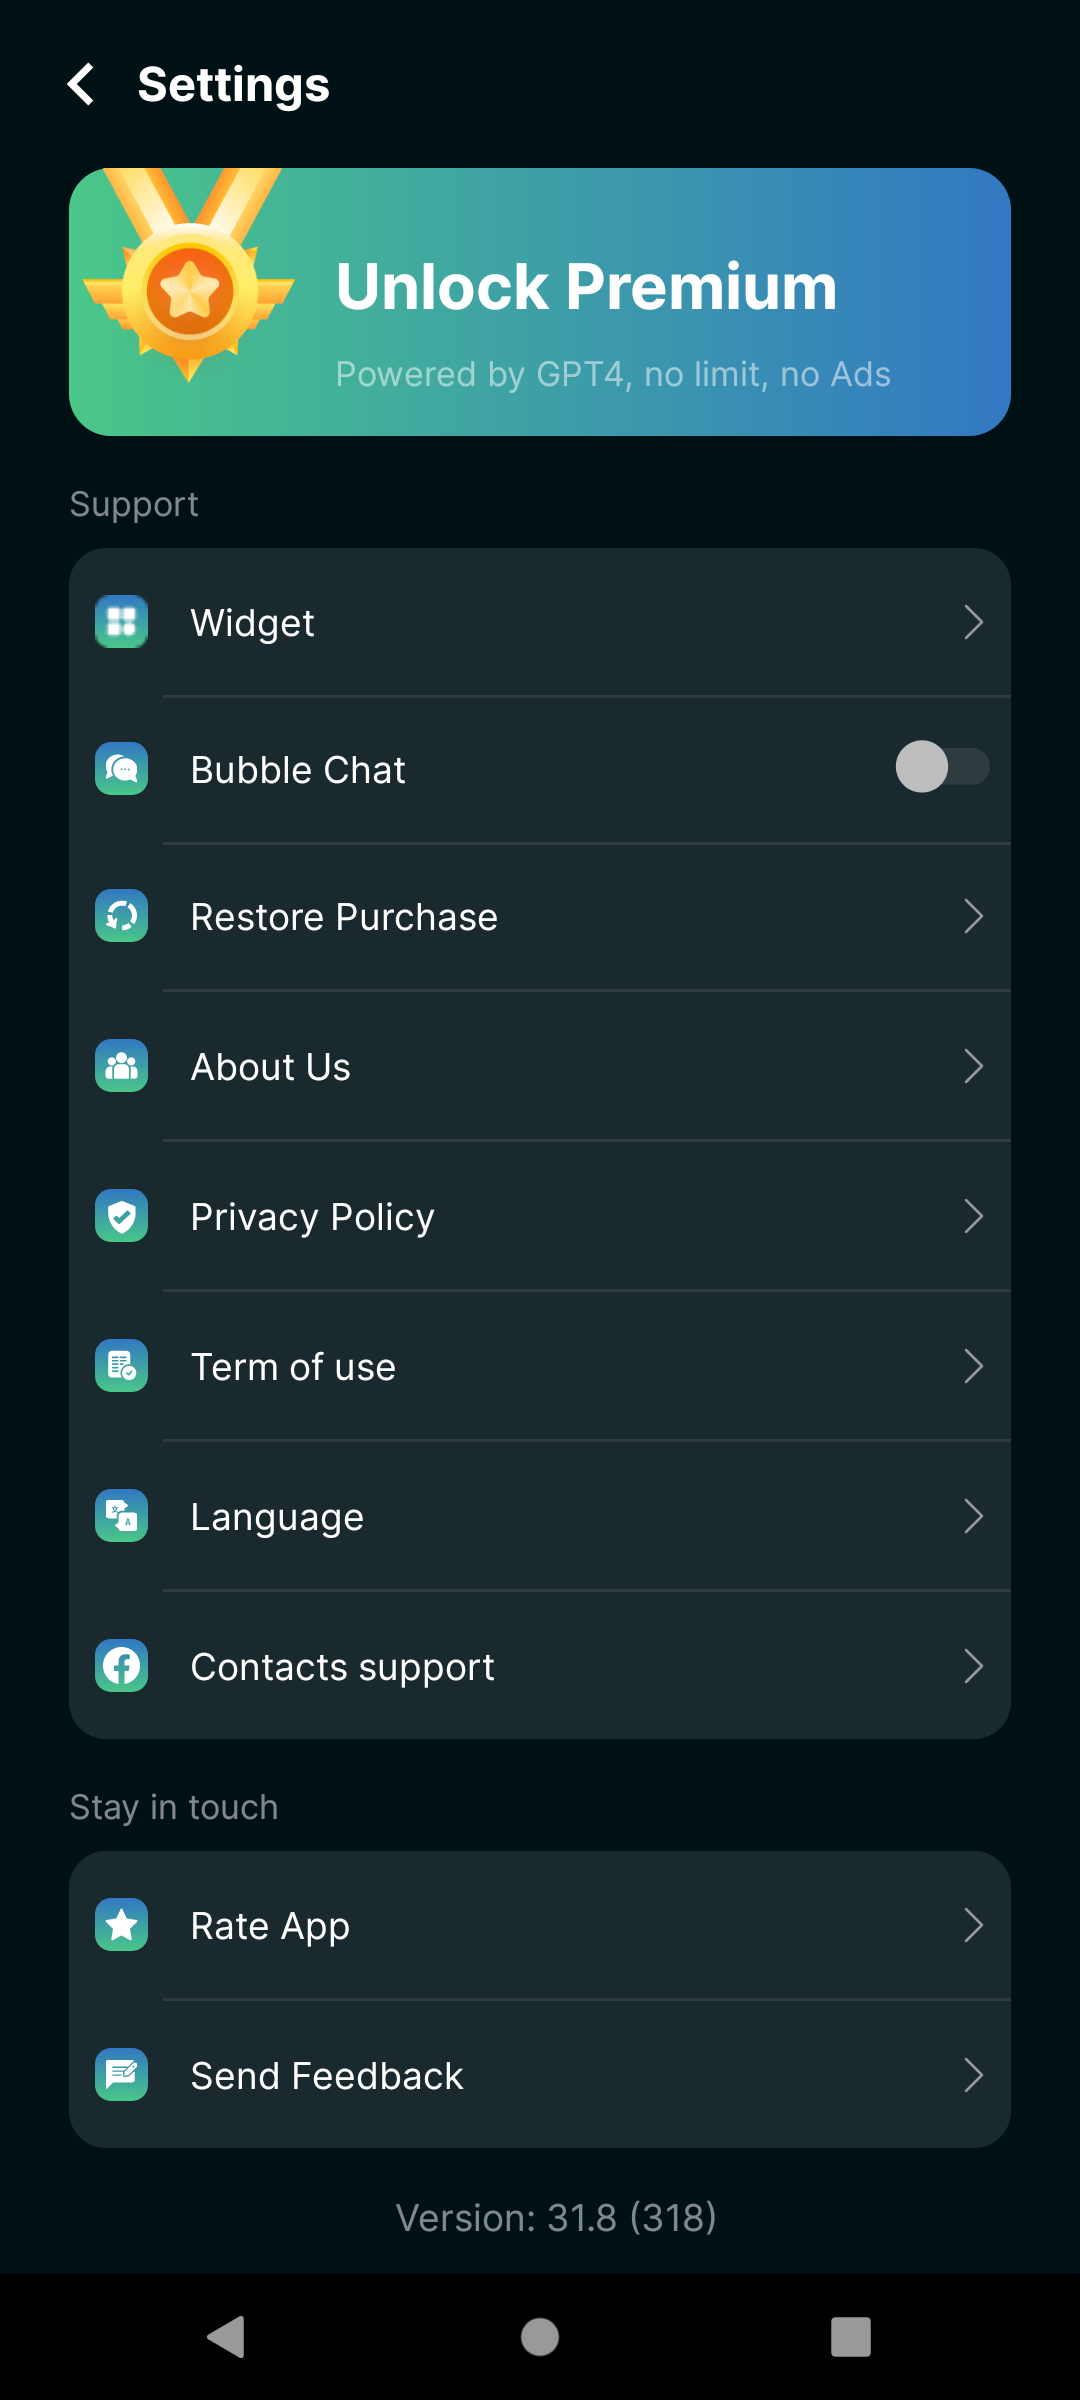 Settings
Unlock Premium
Powered by GPT4, no limit, no Ads
Support
Widget
Bubble Chat
Restore Purchase
About Us
Privacy Policy
Term of use
Language
Contacts support
Stay in touch
Rate App
Send Feedback
Version: 31.8 (318)